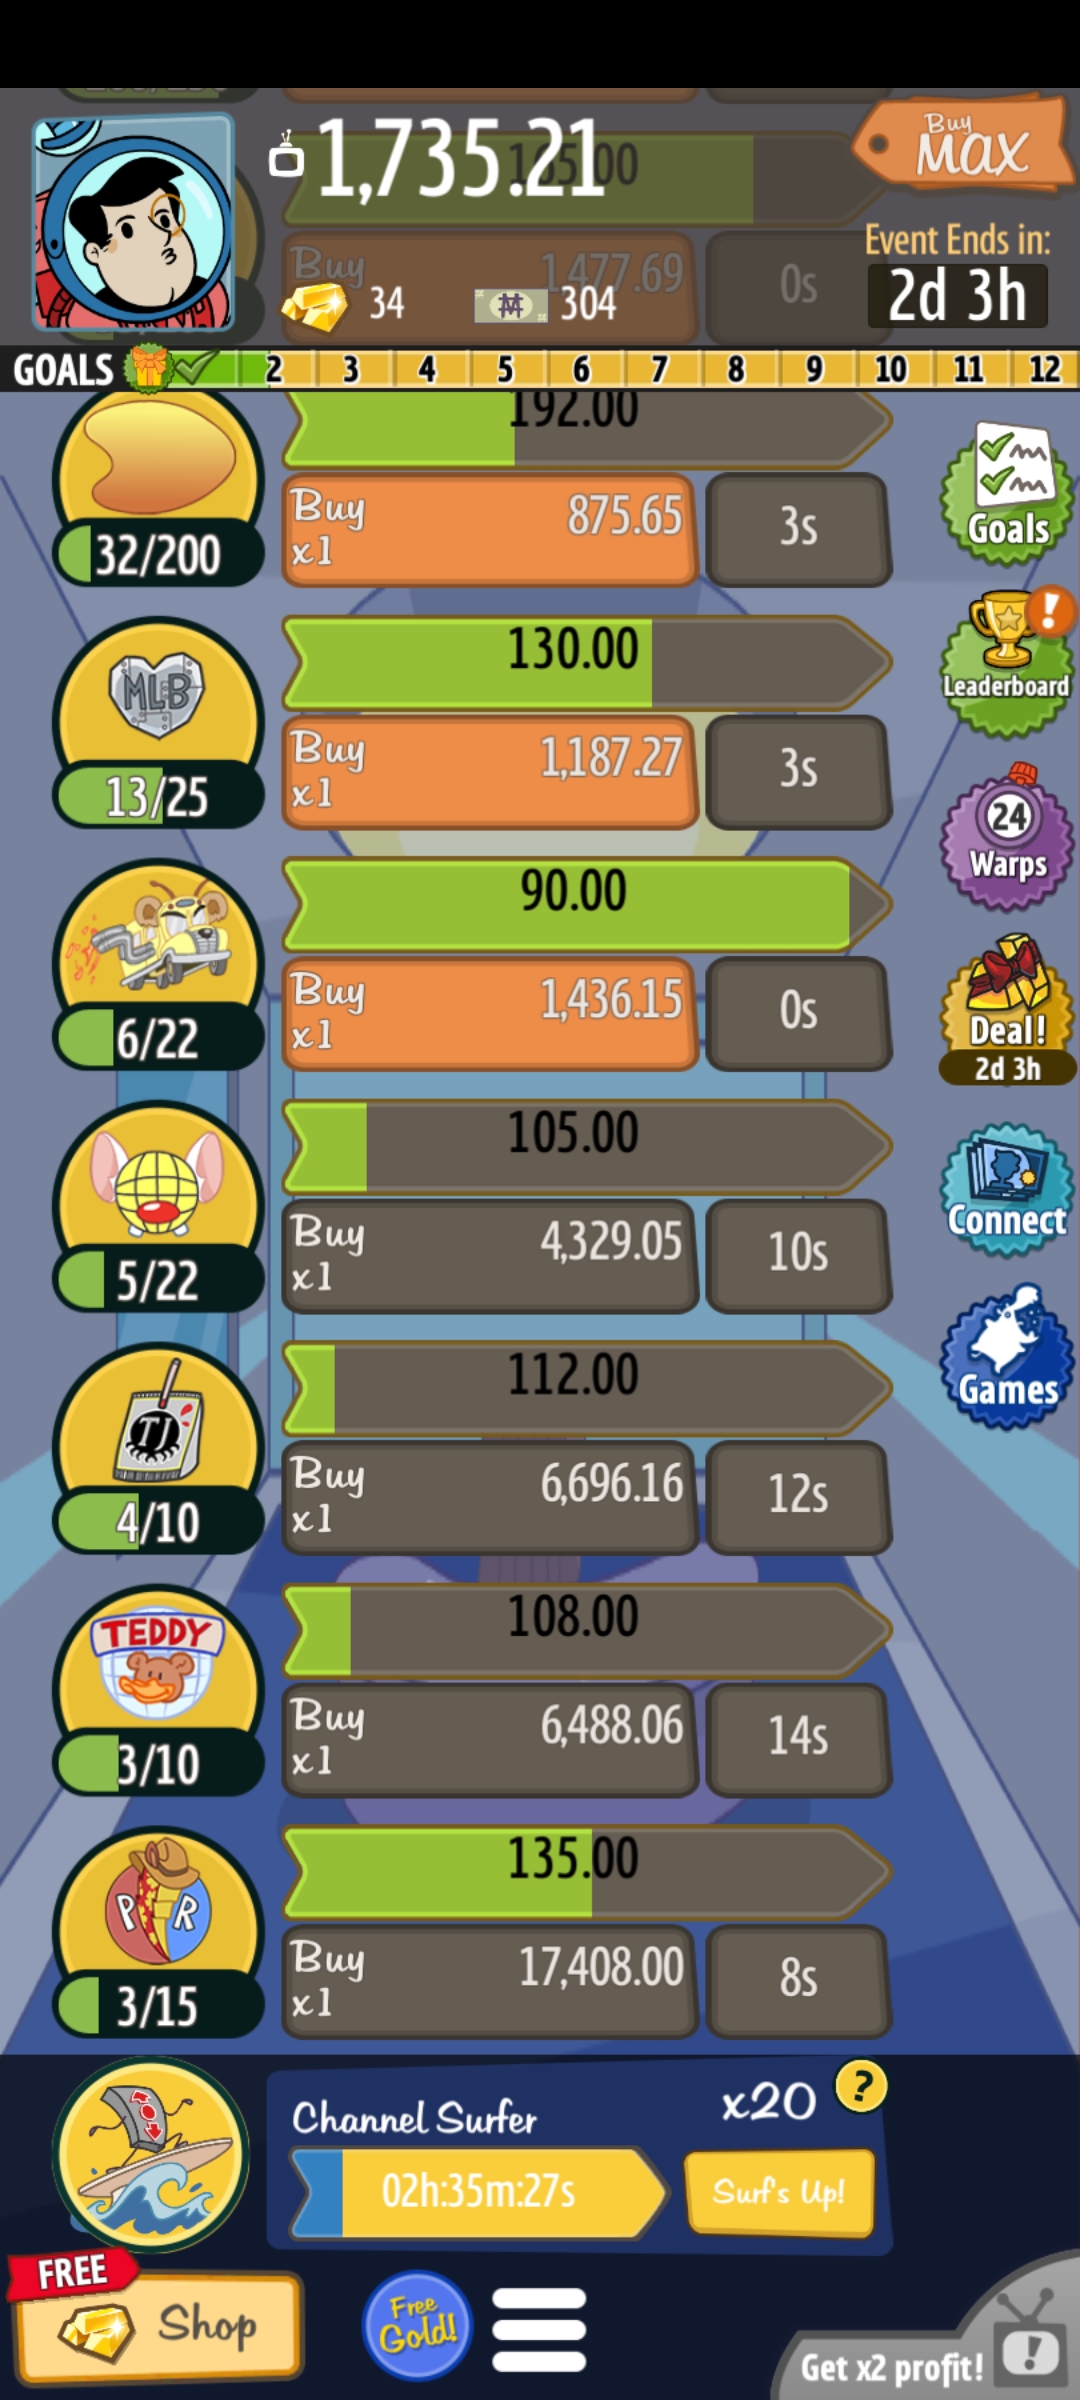 1,735.21
Buy
MAX
Buy
1,477.69
0s
34
304
Event Ends in:
2d 3h
GOALS
2 3 4 5 6 7 8 9 10 11 12
192.00
Buy
x1
875.65
3s
32/200
Goals
MLB
130.00
Buy
x1
1,187.27
3s
13/25
Leaderboard
90.00
Buy
x1
1,436.15
0s
6/22
24
Warps
Deal!
2d 3h
105.00
Buy
x1
4,329.05
10s
5/22
Connect
TJ
112.00
Buy
x1
6,696.16
12s
4/10
Games
TEDDY
108.00
Buy
x1
6,488.06
14s
3/10
P R
135.00
Buy
x1
17,408.00
8s
3/15
Channel Surfer
x20
?
02h:35m:27s
Surf's Up!
FREE
Shop
Free
Gold!
Get x2 profit!